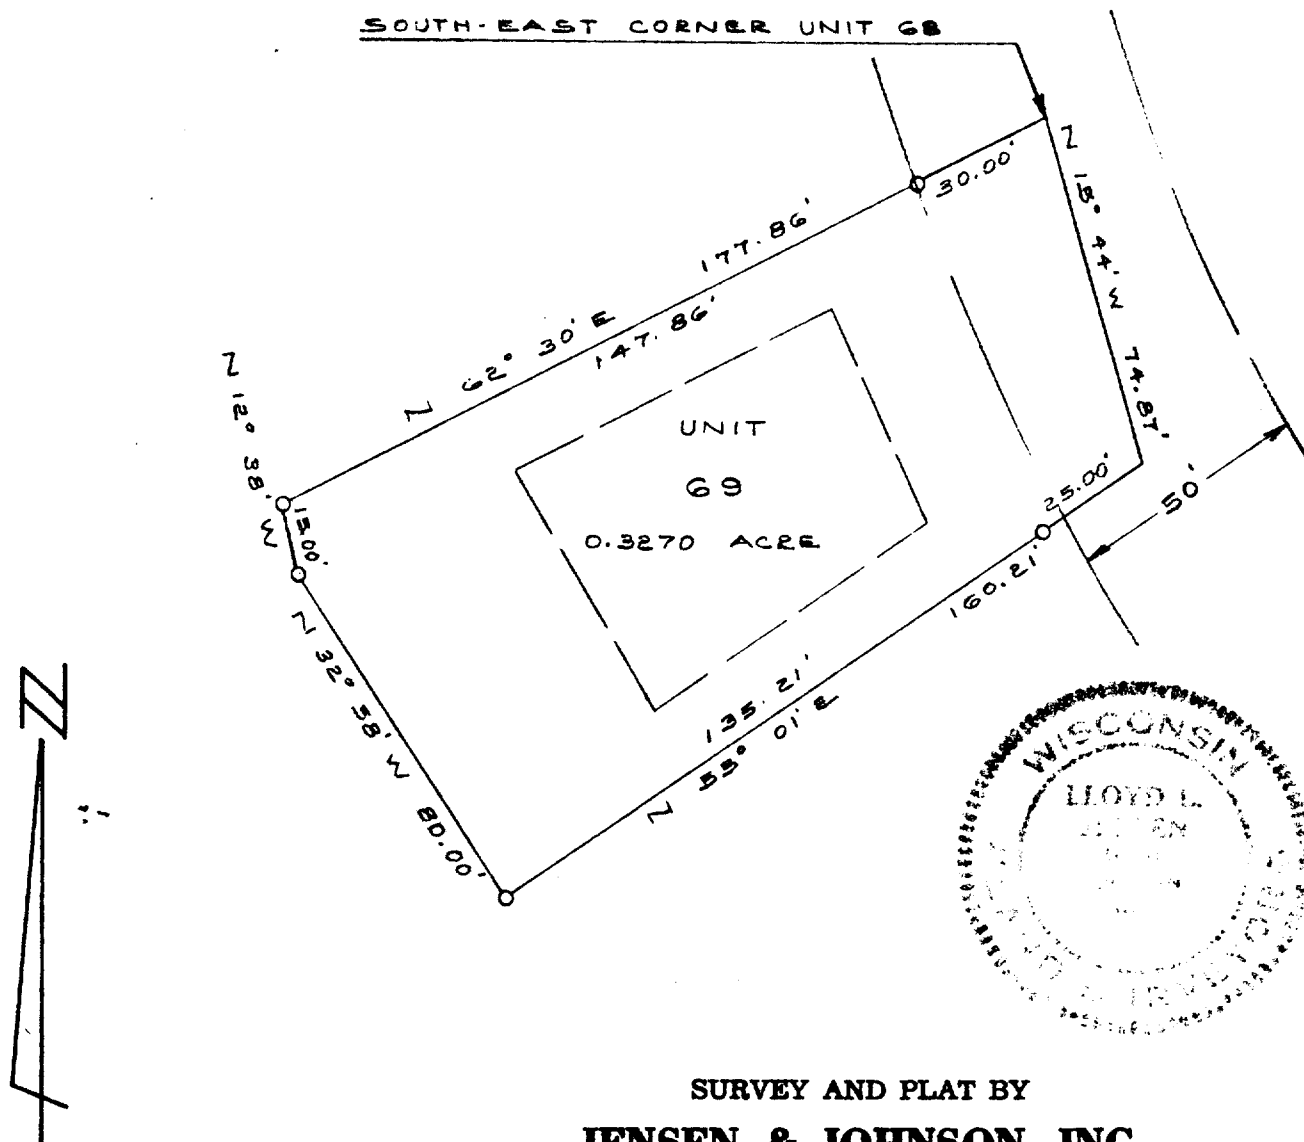 SOUTH-EAST CORNER UNIT 68
30.00'
N 15° 44' W 74.87'
177.86'
N 62° 30' E
147.86'
N 12° 38' W
15.00'
UNIT
69
0.3270 ACRE
25.00'
50'
160.21'
N 32° 58' W 80.00'
135.21'
N 55° 01' E
N
WISCONSIN
LLOYD L.
SURVEY AND PLAT BY
JENSEN & JOHNSON, INC.